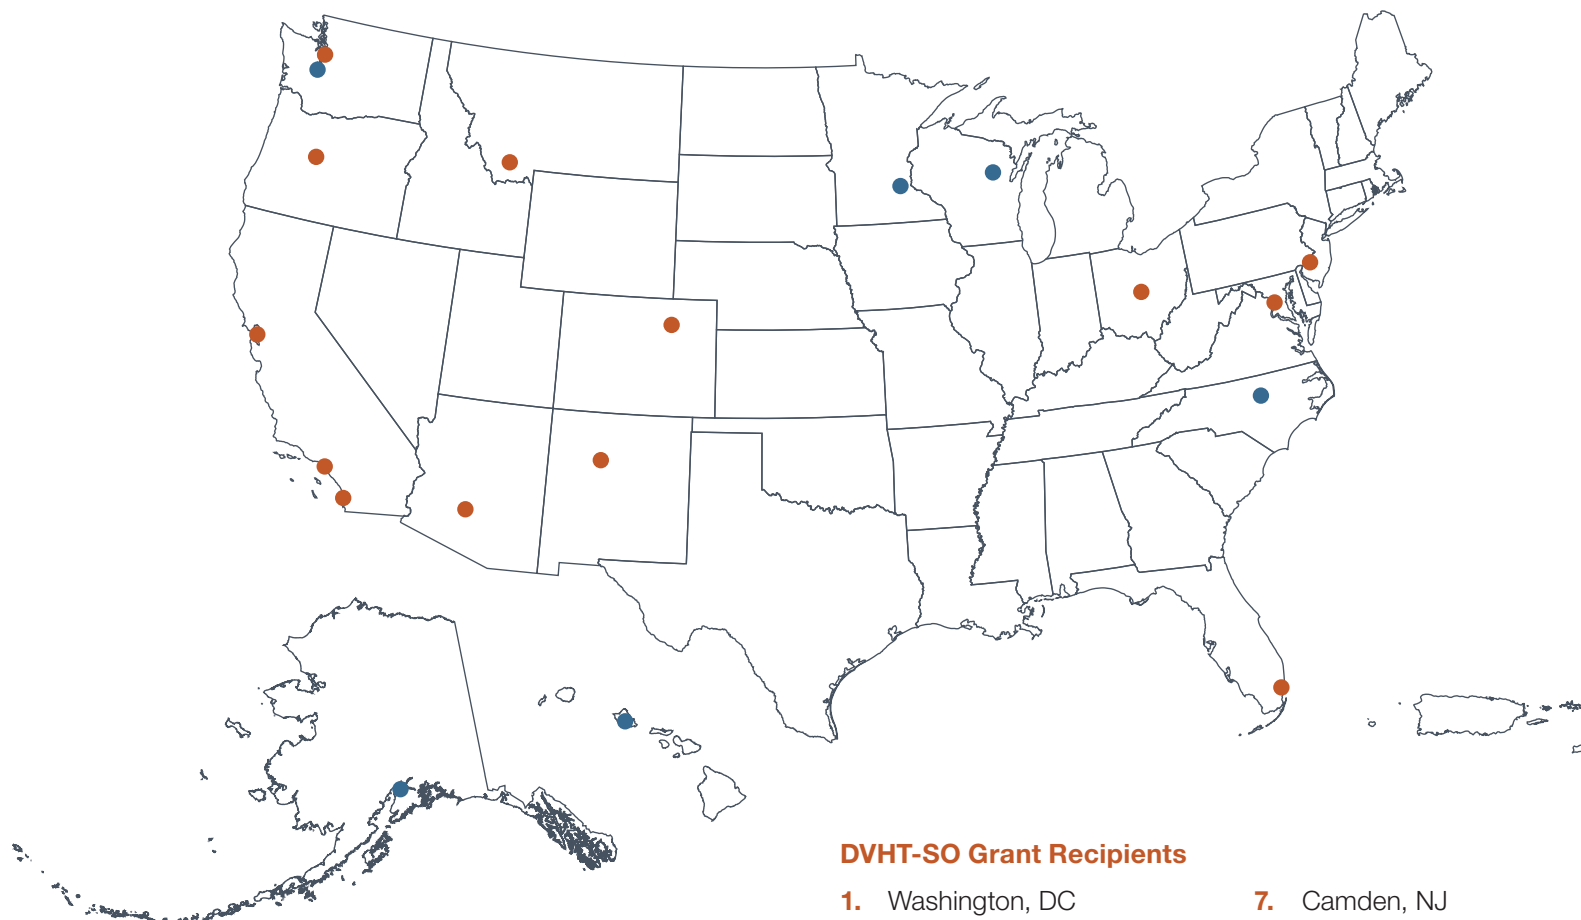 DVHT-SO Grant Recipients
1. Washington, DC
7. Camden, NJ